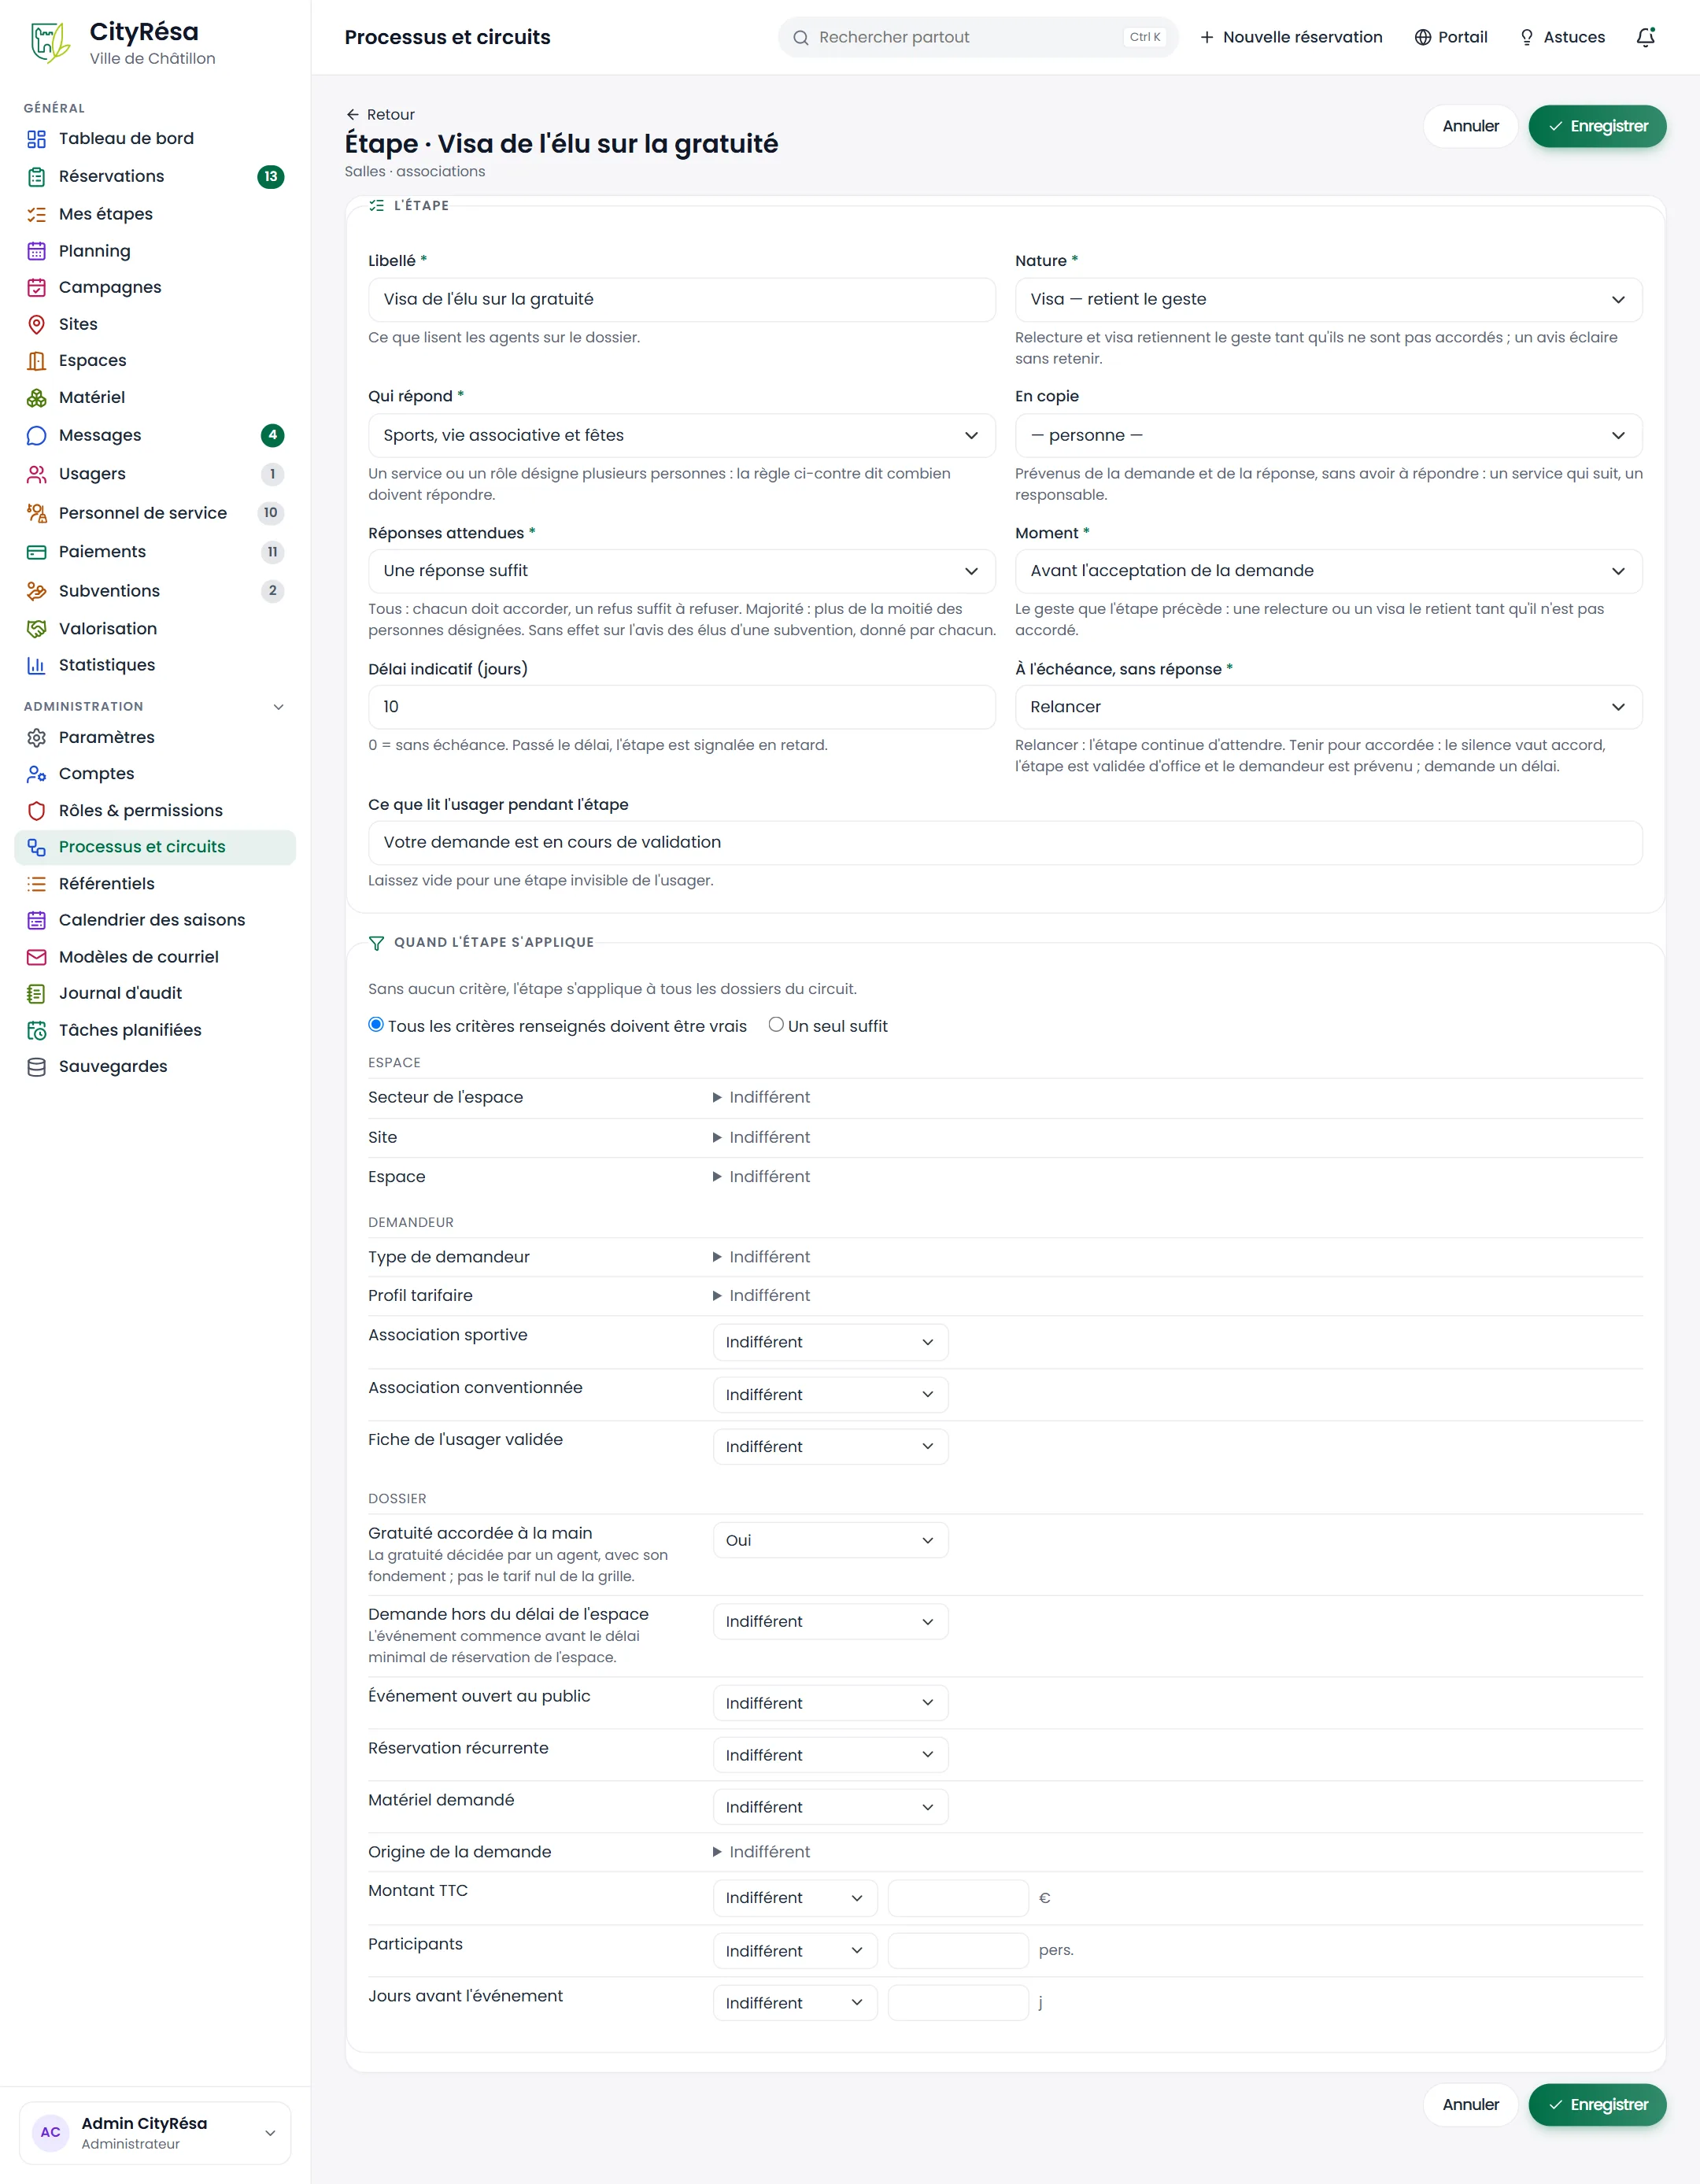 CityRésa
Ville de Châtillon
GÉNÉRAL
Tableau de bord
Réservations 13
Mes étapes
Planning
Campagnes
Sites
Espaces
Matériel
Messages 4
Usagers 1
Personnel de service 10
Paiements 11
Subventions 2
Valorisation
Statistiques
ADMINISTRATION
Paramètres
Comptes
Rôles & permissions
Processus et circuits
Référentiels
Calendrier des saisons
Modèles de courriel
Journal d'audit
Tâches planifiées
Sauvegardes
AC
Admin CityRésa
Administrateur
Processus et circuits
Rechercher partout Ctrl K
Nouvelle réservation
Portail
Astuces
Retour
Étape · Visa de l'élu sur la gratuité
Salles · associations
Annuler
Enregistrer
L'ÉTAPE
Libellé *
Visa de l'élu sur la gratuité
Ce que lisent les agents sur le dossier.
Nature *
Visa — retient le geste
Relecture et visa retiennent le geste tant qu'ils ne sont pas accordés ; un avis éclaire
sans retenir.
Qui répond *
Sports, vie associative et fêtes
Un service ou un rôle désigne plusieurs personnes : la règle ci-contre dit combien
doivent répondre.
En copie
— personne —
Prévenus de la demande et de la réponse, sans avoir à répondre : un service qui suit, un
responsable.
Réponses attendues *
Une réponse suffit
Tous : chacun doit accorder, un refus suffit à refuser. Majorité : plus de la moitié des
personnes désignées. Sans effet sur l'avis des élus d'une subvention, donné par chacun.
Moment *
Avant l'acceptation de la demande
Le geste que l'étape précède : une relecture ou un visa le retient tant qu'il n'est pas
accordé.
Délai indicatif (jours)
10
0 = sans échéance. Passé le délai, l'étape est signalée en retard.
À l'échéance, sans réponse *
Relancer
Relancer : l'étape continue d'attendre. Tenir pour accordée : le silence vaut accord,
l'étape est validée d'office et le demandeur est prévenu ; demande un délai.
Ce que lit l'usager pendant l'étape
Votre demande est en cours de validation
Laissez vide pour une étape invisible de l'usager.
QUAND L'ÉTAPE S'APPLIQUE
Sans aucun critère, l'étape s'applique à tous les dossiers du circuit.
Tous les critères renseignés doivent être vrais Un seul suffit
ESPACE
Secteur de l'espace Indifférent
Site Indifférent
Espace Indifférent
DEMANDEUR
Type de demandeur Indifférent
Profil tarifaire Indifférent
Association sportive Indifférent
Association conventionnée Indifférent
Fiche de l'usager validée Indifférent
DOSSIER
Gratuité accordée à la main Oui
La gratuité décidée par un agent, avec son
fondement ; pas le tarif nul de la grille.
Demande hors du délai de l'espace Indifférent
L'événement commence avant le délai
minimal de réservation de l'espace.
Événement ouvert au public Indifférent
Réservation récurrente Indifférent
Matériel demandé Indifférent
Origine de la demande Indifférent
Montant TTC Indifférent €
Participants Indifférent pers.
Jours avant l'événement Indifférent j
Annuler
Enregistrer